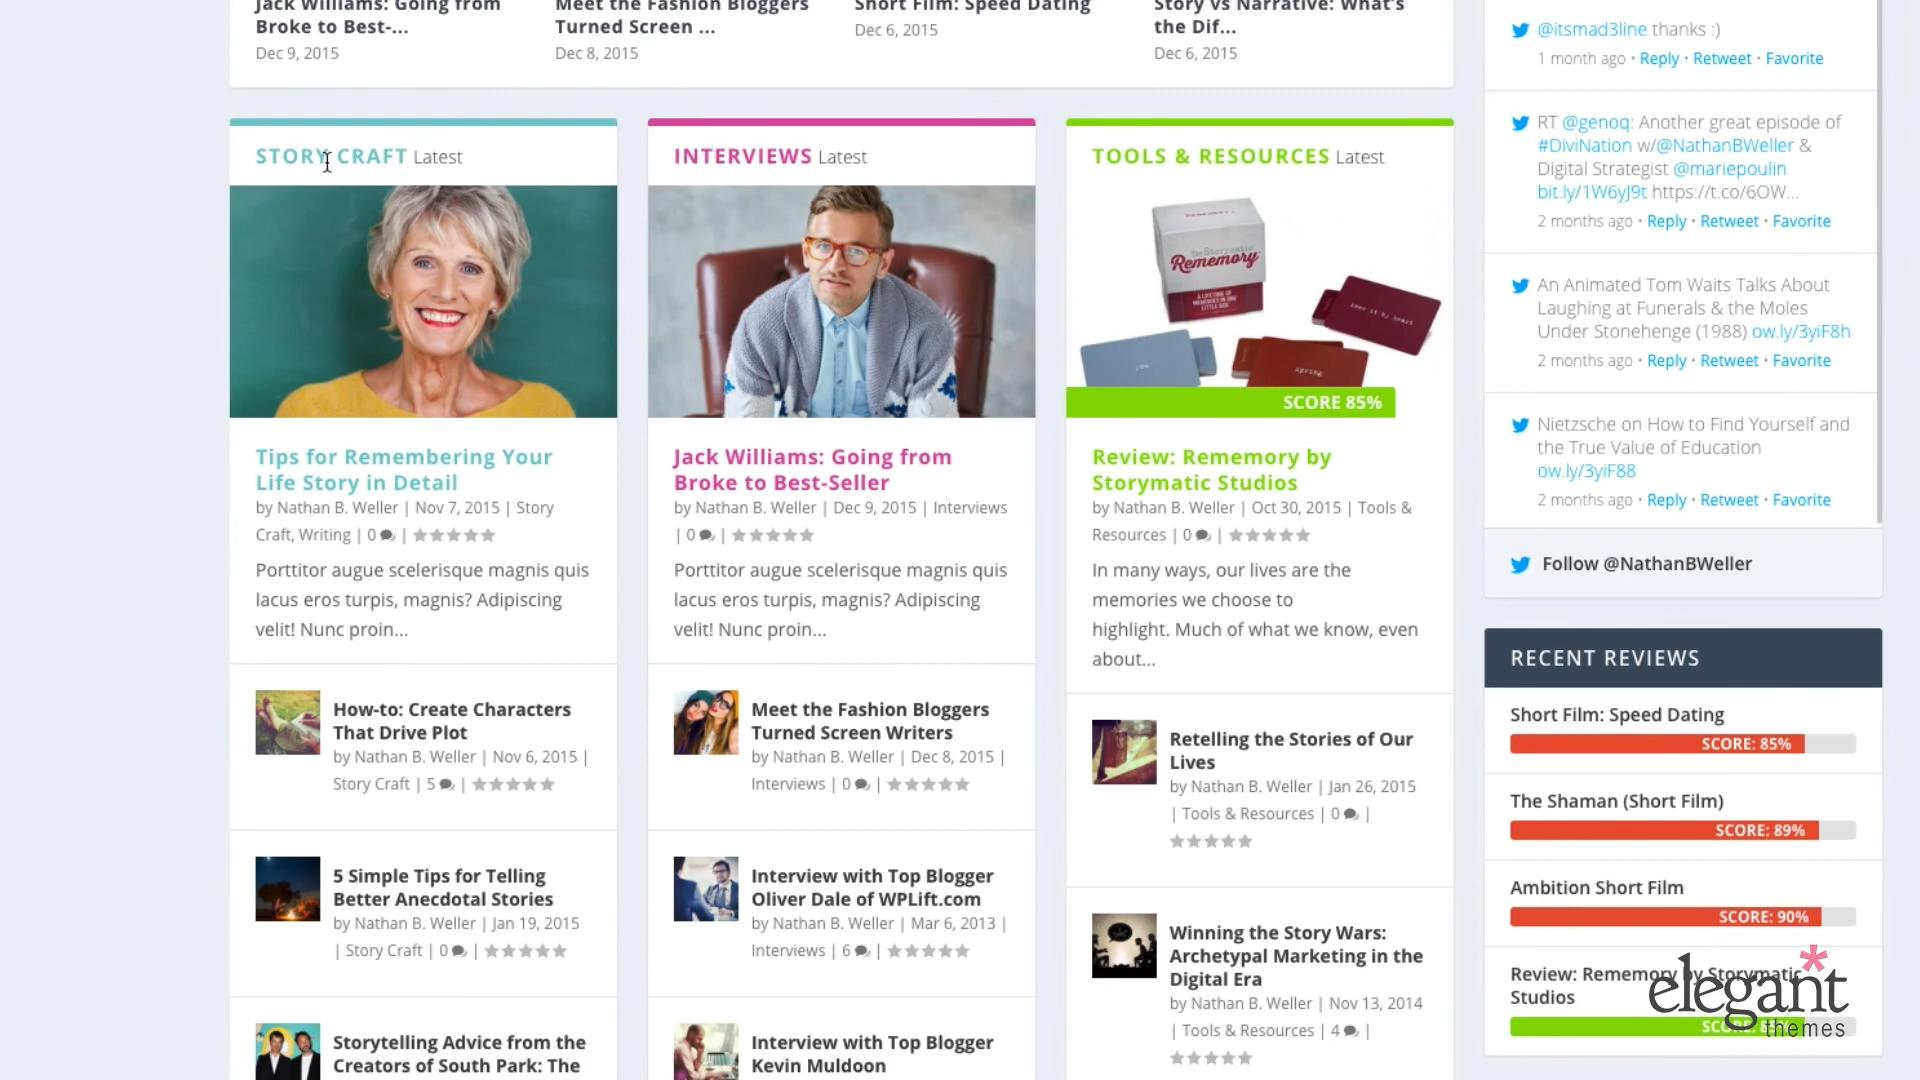 Jack Williams: Going from
Broke to Best-...
Dec 9, 2015
Meet the Fashion Bloggers
Turned Screen ...
Dec 8, 2015
Short Film: Speed Dating
Dec 6, 2015
Story vs Narrative: What's
the Dif...
Dec 6, 2015
STORY CRAFT Latest
Tips for Remembering Your
Life Story in Detail
by Nathan B. Weller | Nov 7, 2015 | Story
Craft, Writing | 0 |
Porttitor augue scelerisque magnis quis
lacus eros turpis, magnis? Adipiscing
velit! Nunc proin...
How-to: Create Characters
That Drive Plot
by Nathan B. Weller | Nov 6, 2015 |
Story Craft | 5 |
5 Simple Tips for Telling
Better Anecdotal Stories
by Nathan B. Weller | Jan 19, 2015
| Story Craft | 0 |
Storytelling Advice from the
Creators of South Park: The
INTERVIEWS Latest
Jack Williams: Going from
Broke to Best-Seller
by Nathan B. Weller | Dec 9, 2015 | Interviews
| 0 |
Porttitor augue scelerisque magnis quis
lacus eros turpis, magnis? Adipiscing
velit! Nunc proin...
Meet the Fashion Bloggers
Turned Screen Writers
by Nathan B. Weller | Dec 8, 2015 |
Interviews | 0 |
Interview with Top Blogger
Oliver Dale of WPLift.com
by Nathan B. Weller | Mar 6, 2013 |
Interviews | 6 |
Interview with Top Blogger
Kevin Muldoon
TOOLS & RESOURCES Latest
The Storymatic
Rememory
A LIFETIME OF
MEMORIES IN ONE
LITTLE BOX
know it by heart
you
spring
SCORE 85%
Review: Rememory by
Storymatic Studios
by Nathan B. Weller | Oct 30, 2015 | Tools &
Resources | 0 |
In many ways, our lives are the
memories we choose to
highlight. Much of what we know, even
about...
Retelling the Stories of Our
Lives
by Nathan B. Weller | Jan 26, 2015
| Tools & Resources | 0 |
Winning the Story Wars:
Archetypal Marketing in the
Digital Era
by Nathan B. Weller | Nov 13, 2014
| Tools & Resources | 4 |
@itsmad3line thanks :)
1 month ago • Reply • Retweet • Favorite
RT @genoq: Another great episode of
#DiviNation w/@NathanBWeller &
Digital Strategist @mariepoulin
bit.ly/1W6yJ9t https://t.co/6OW...
2 months ago • Reply • Retweet • Favorite
An Animated Tom Waits Talks About
Laughing at Funerals & the Moles
Under Stonehenge (1988) ow.ly/3yiF8h
2 months ago • Reply • Retweet • Favorite
Nietzsche on How to Find Yourself and
the True Value of Education
ow.ly/3yiF88
2 months ago • Reply • Retweet • Favorite
Follow @NathanBWeller
RECENT REVIEWS
Short Film: Speed Dating
SCORE: 85%
The Shaman (Short Film)
SCORE: 89%
Ambition Short Film
SCORE: 90%
Review: Rememory by Storymatic
Studios
SCORE: 85%
elegant
themes